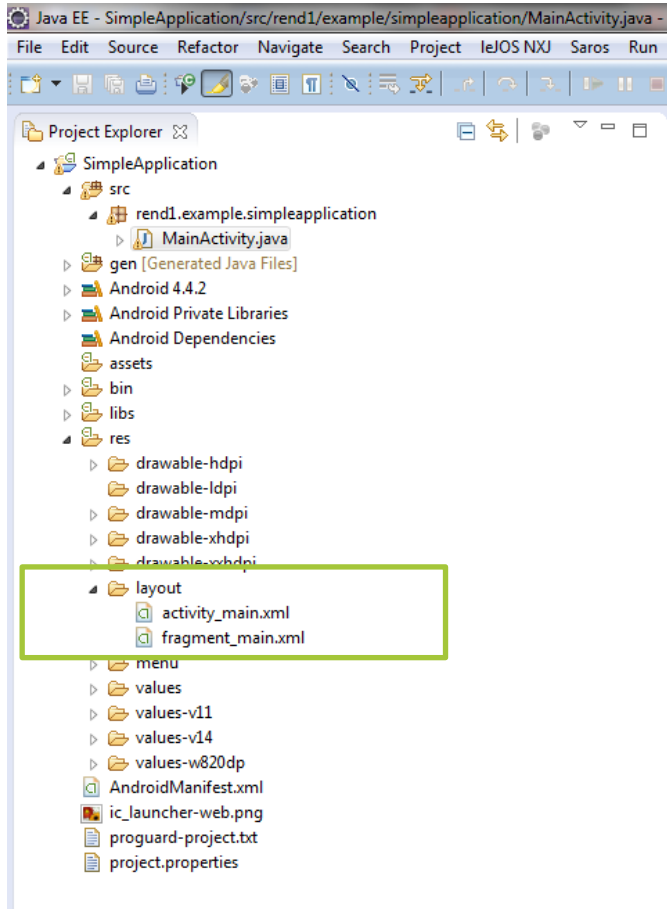 Java EE - SimpleApplication/src/rend1/example/simpleapplication/MainActivity.java -
File Edit Source Refactor Navigate Search Project leJOS NXJ Saros Run
Project Explorer
SimpleApplication
src
rend1.example.simpleapplication
MainActivity.java
gen [Generated Java Files]
Android 4.4.2
Android Private Libraries
Android Dependencies
assets
bin
libs
res
drawable-hdpi
drawable-ldpi
drawable-mdpi
drawable-xhdpi
drawable-xxhdpi
layout
activity_main.xml
fragment_main.xml
menu
values
values-v11
values-v14
values-w820dp
AndroidManifest.xml
ic_launcher-web.png
proguard-project.txt
project.properties